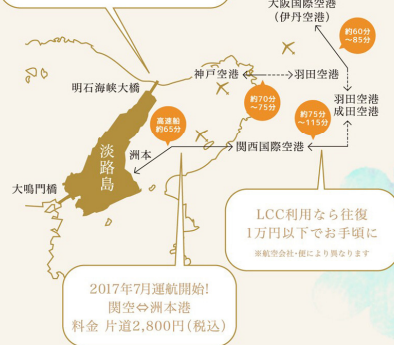 大阪国際空港
(伊丹空港)
約60分
～85分
神戸空港
羽田空港
明石海峡大橋
約70分
～75分
羽田空港
成田空港
高速船
約65分
約75分
～115分
淡路島
洲本
関西国際空港
大鳴門橋
LCC利用なら往復
1万円以下でお手頃に
※航空会社・便により異なります
2017年7月運航開始!
関空⇔洲本港
料金 片道2,800円(税込)